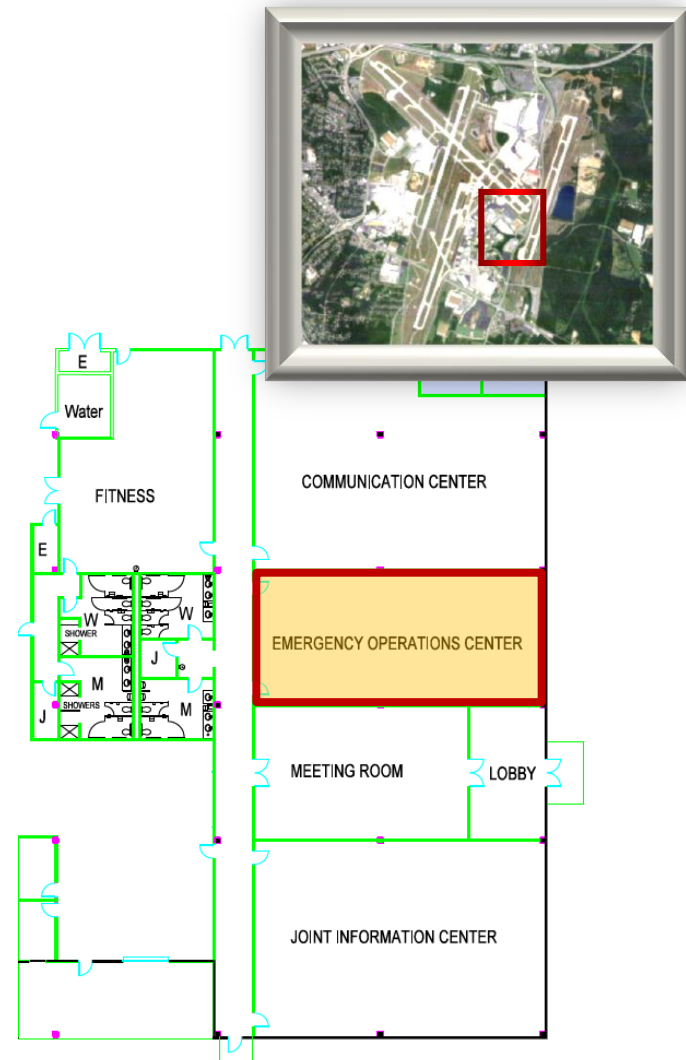 E
Water
FITNESS
COMMUNICATION CENTER
E
W
SHOWER
W
J
EMERGENCY OPERATIONS CENTER
M
SHOWERS
M
J
MEETING ROOM
LOBBY
JOINT INFORMATION CENTER